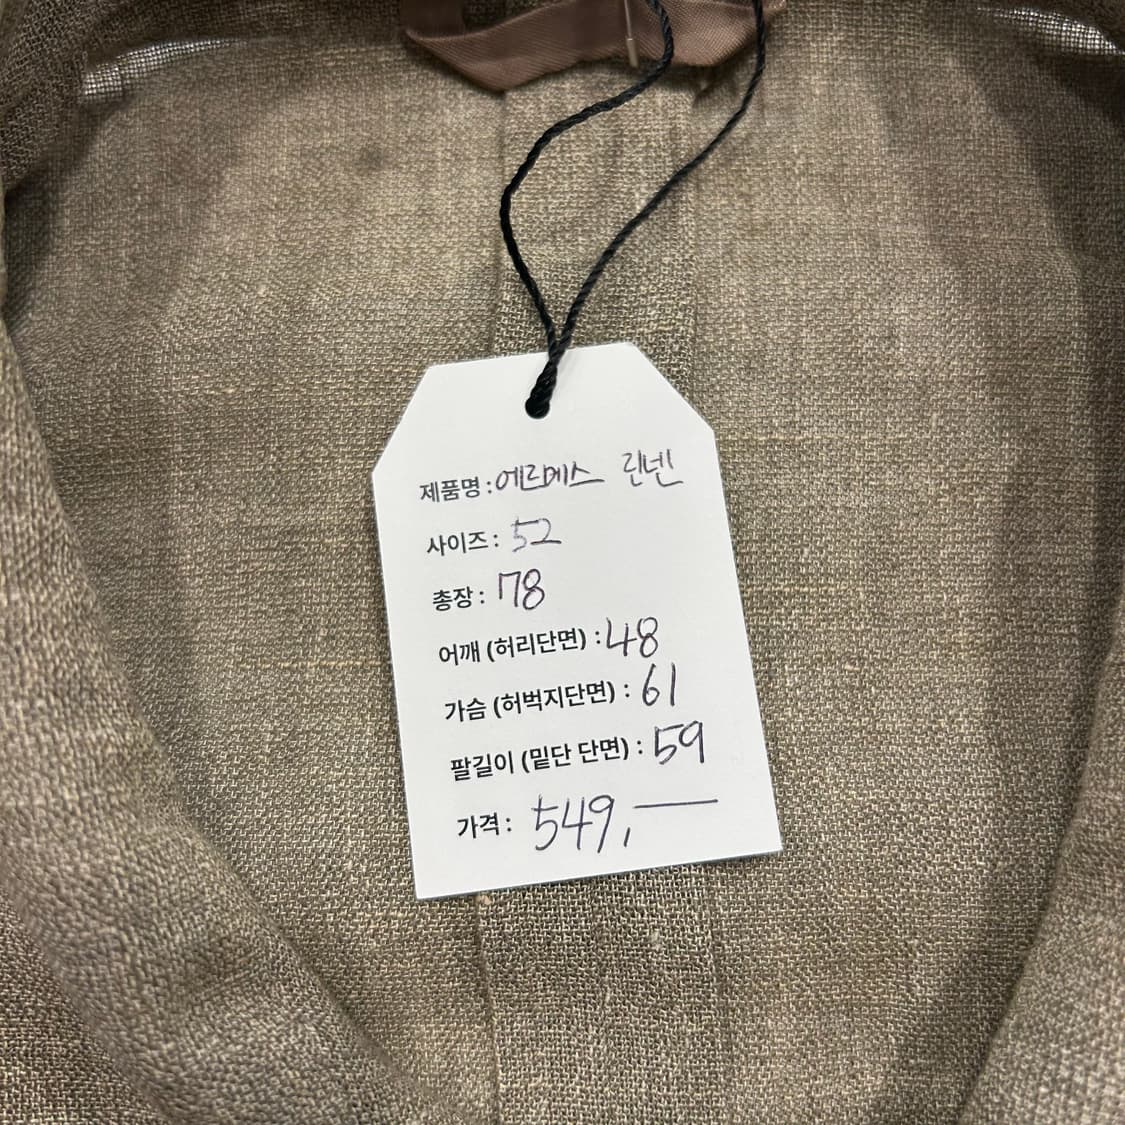 제품명 : 에르메스 린넨
사이즈 : 52
총장 : 78
어깨 (허리단면) : 48
가슴 (허벅지단면) : 61
팔길이 (밑단 단면) : 59
가격 : 549,—